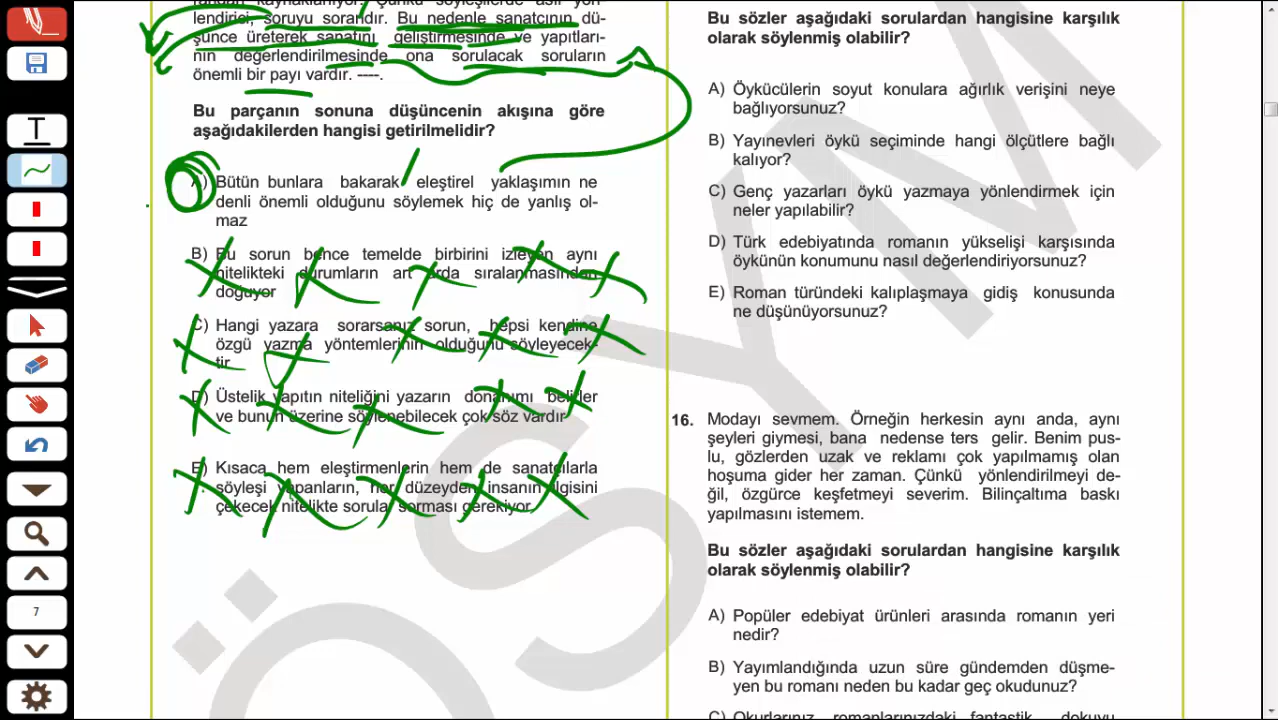 lendirici, soruyu sorandır. Bu nedenle sanatçının dü-
şünce üreterek sanatını geliştirmesinde ve yapıtları-
nın değerlendirilmesinde ona sorulacak soruların
önemli bir payı vardır. ----.
Bu parçanın sonuna düşüncenin akışına göre
aşağıdakilerden hangisi getirilmelidir?
A) Bütün bunlara bakarak eleştirel yaklaşımın ne
denli önemli olduğunu söylemek hiç de yanlış ol-
maz
B) Bu sorun bence temelde birbirini izleyen aynı
nitelikteki durumların art arda sıralanmasından
doğuyor
C) Hangi yazara sorarsanız sorun, hepsi kendine
özgü yazma yöntemlerinin olduğunu söyleyecek-
tir
D) Üstelik yapıtın niteliğini yazarın donanımı belirler
ve bunun üzerine söylenebilecek çok söz vardır
E) Kısaca hem eleştirmenlerin hem de sanatçılarla
söyleşi yapanların, her düzeyden insanın ilgisini
çekecek nitelikte sorular sorması gerekiyor
Bu sözler aşağıdaki sorulardan hangisine karşılık
olarak söylenmiş olabilir?
A) Öykücülerin soyut konulara ağırlık verişini neye
bağlıyorsunuz?
B) Yayınevleri öykü seçiminde hangi ölçütlere bağlı
kalıyor?
C) Genç yazarları öykü yazmaya yönlendirmek için
neler yapılabilir?
D) Türk edebiyatında romanın yükselişi karşısında
öykünün konumunu nasıl değerlendiriyorsunuz?
E) Roman türündeki kalıplaşmaya gidiş konusunda
ne düşünüyorsunuz?
16. Modayı sevmem. Örneğin herkesin aynı anda, aynı
şeyleri giymesi, bana nedense ters gelir. Benim pus-
lu, gözlerden uzak ve reklamı çok yapılmamış olan
hoşuma gider her zaman. Çünkü yönlendirilmeyi de-
ğil, özgürce keşfetmeyi severim. Bilinçaltıma baskı
yapılmasını istemem.
Bu sözler aşağıdaki sorulardan hangisine karşılık
olarak söylenmiş olabilir?
A) Popüler edebiyat ürünleri arasında romanın yeri
nedir?
B) Yayımlandığında uzun süre gündemden düşme-
yen bu romanı neden bu kadar geç okudunuz?
C) Okurlarınız romanlarınızdaki fantastik dokuyu
ÖSYM
T
7